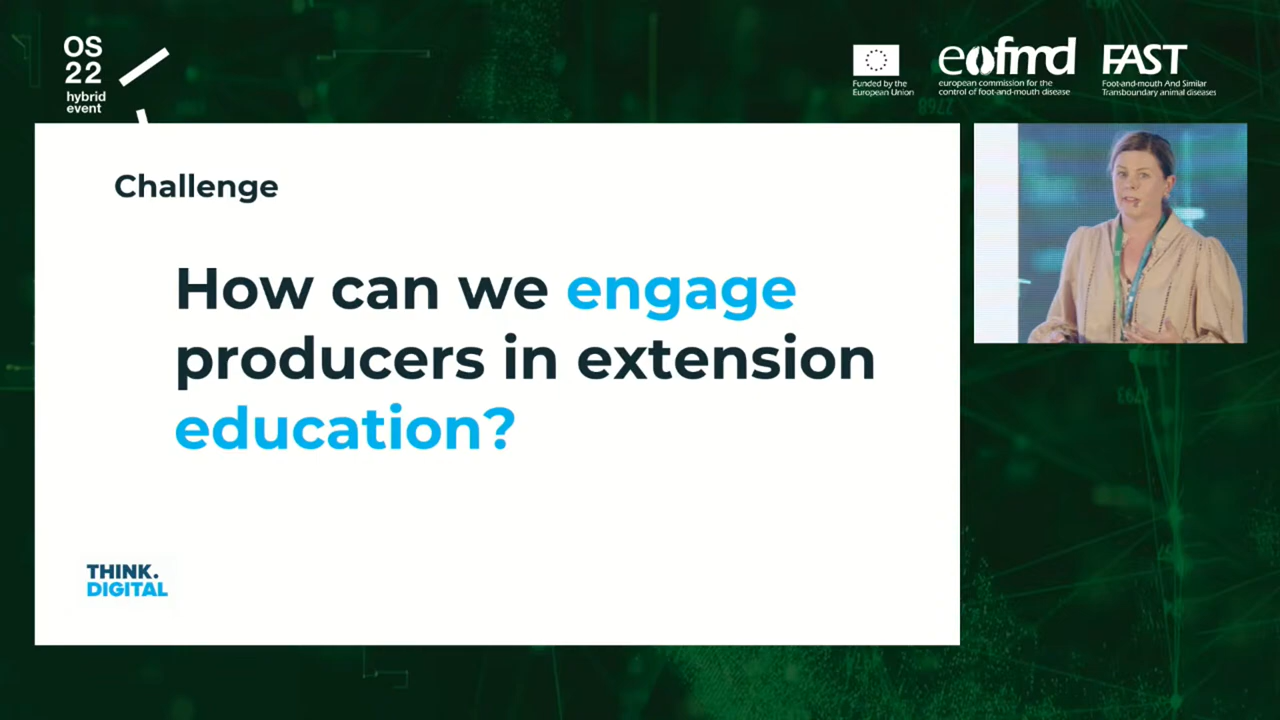 OS
22
hybrid
event
Funded by the
European Union
eofmd
european commission for the
control of foot-and-mouth disease
FAST
Foot-and-mouth And Similar
Transboundary animal diseases
Challenge
How can we engage
producers in extension
education?
THINK.
DIGITAL